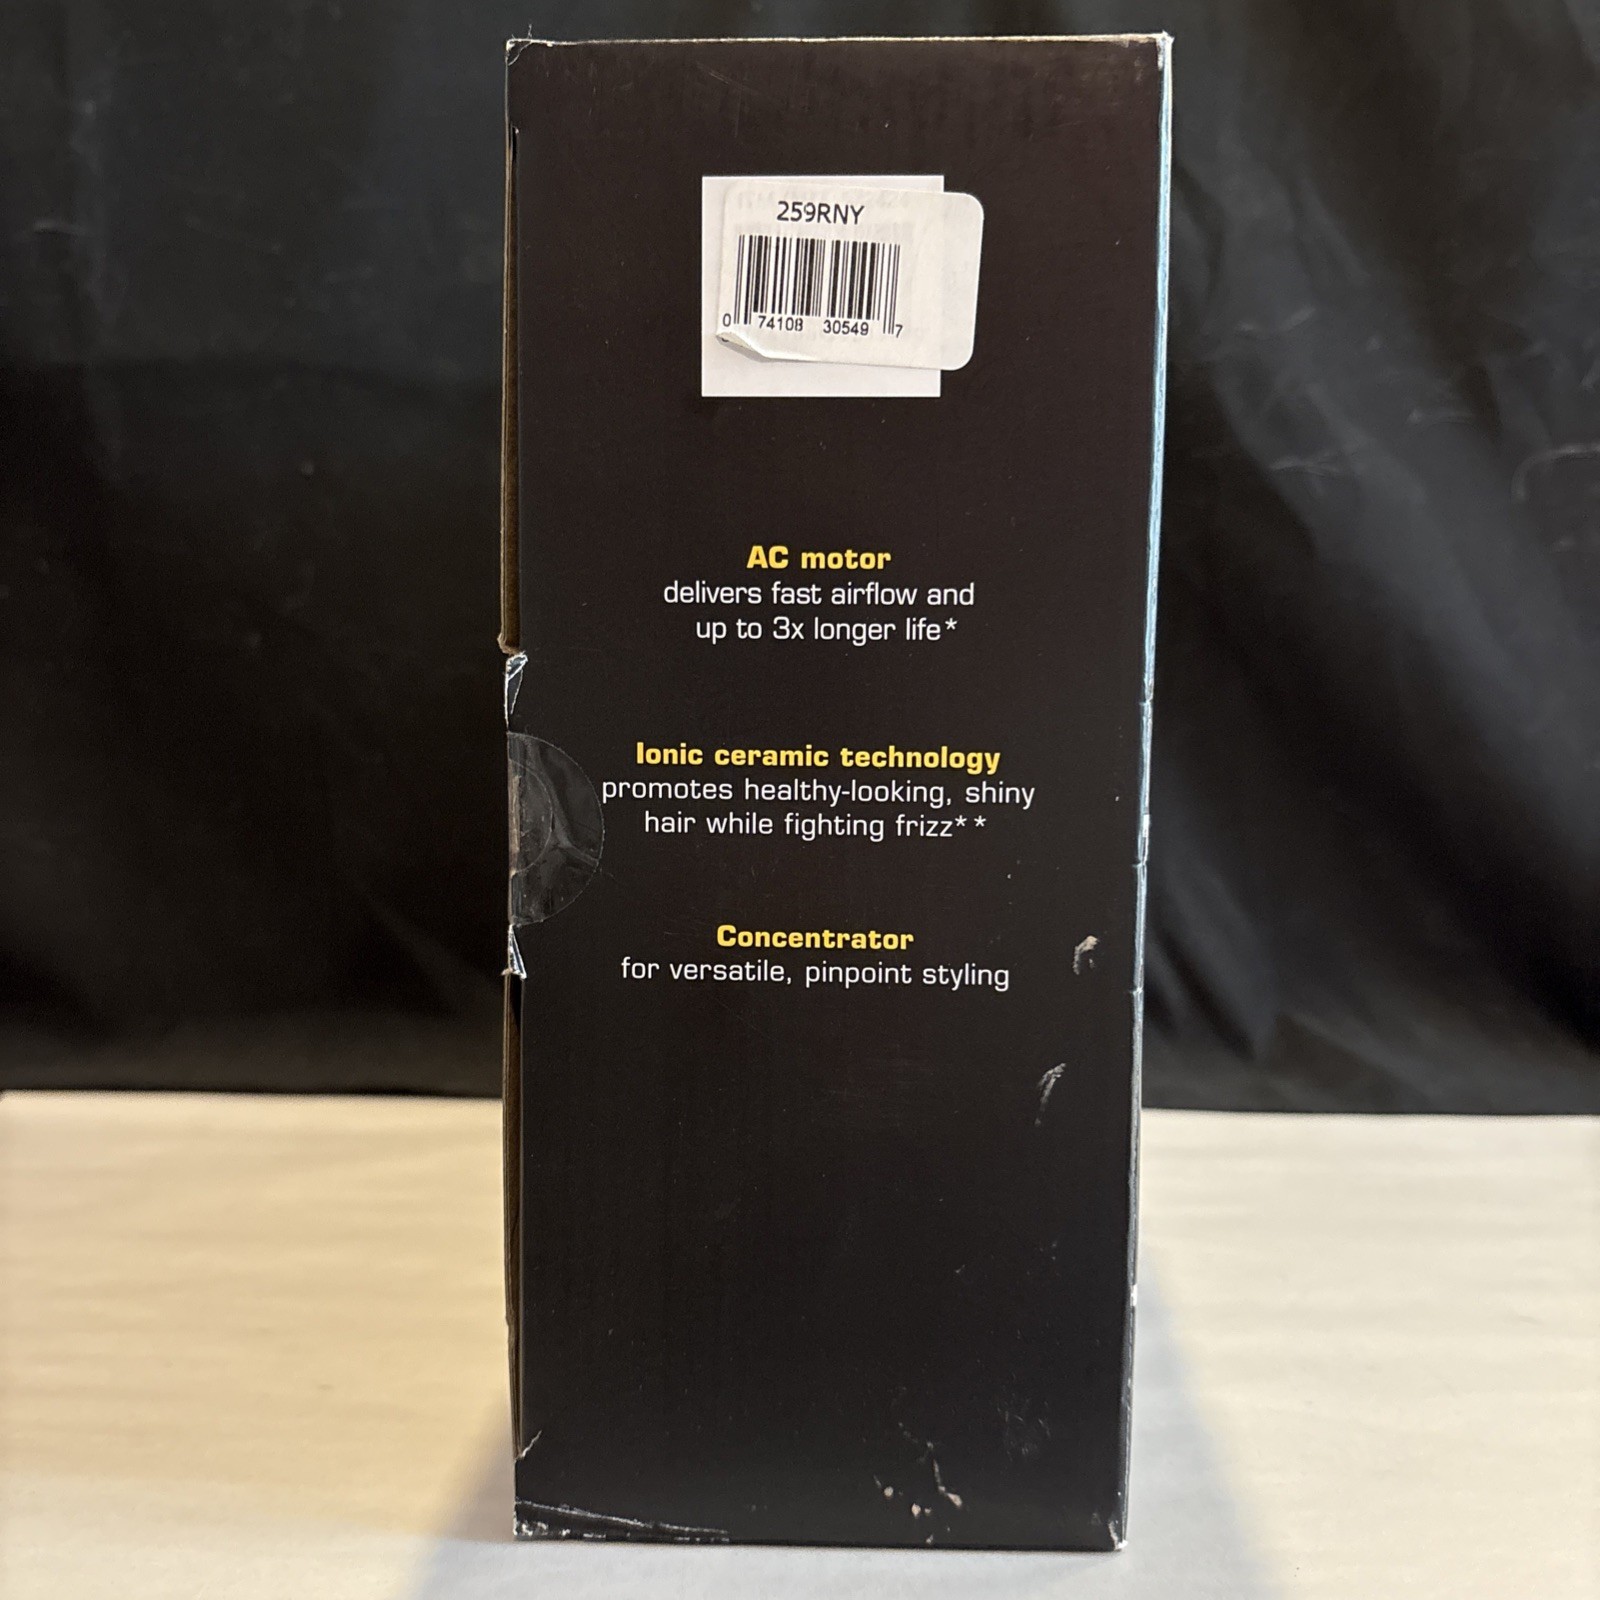 259RNY
0 74108 30549 7
AC motor
delivers fast airflow and
up to 3x longer life*
Ionic ceramic technology
promotes healthy-looking, shiny
hair while fighting frizz**
Concentrator
for versatile, pinpoint styling